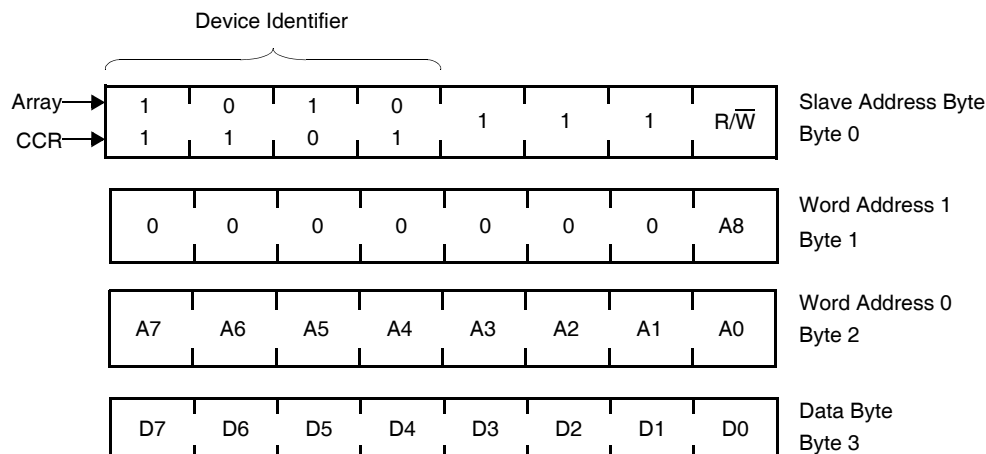 Device Identifier
Array 1 0 1 0 1 1 1 R/W̅ Slave Address Byte
CCR 1 1 0 1 Byte 0
0 0 0 0 0 0 0 A8 Word Address 1
Byte 1
A7 A6 A5 A4 A3 A2 A1 A0 Word Address 0
Byte 2
D7 D6 D5 D4 D3 D2 D1 D0 Data Byte
Byte 3